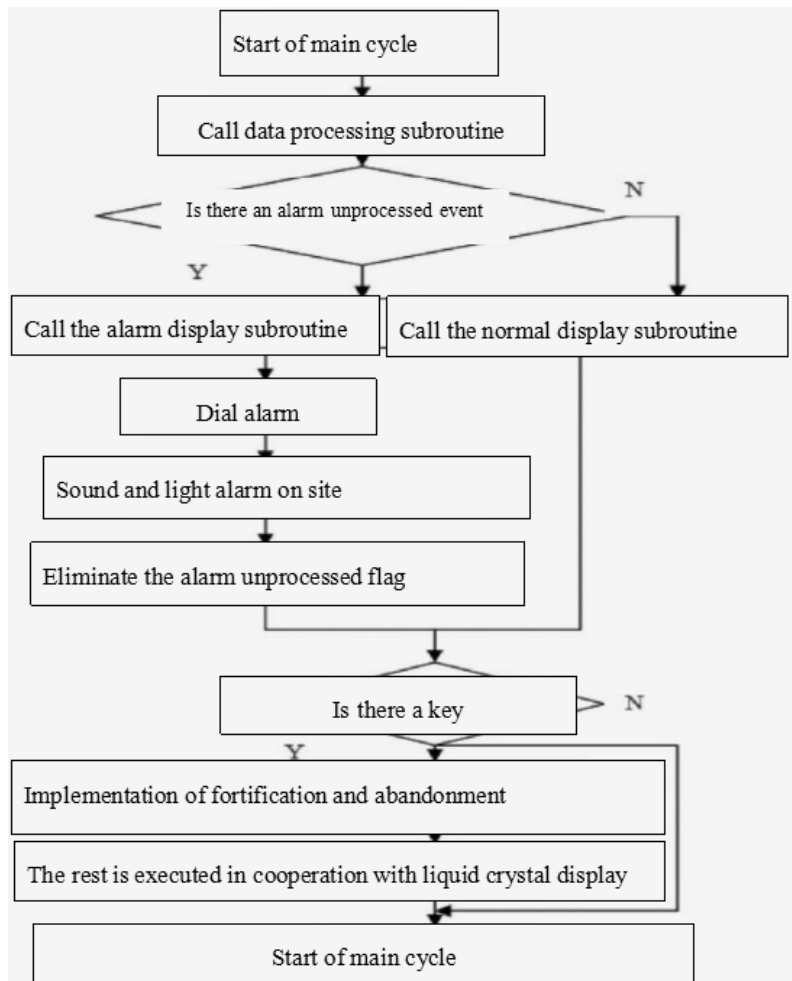 Start of main cycle
Call data processing subroutine
N
Is there an alarm unprocessed event
Y
Call the alarm display subroutine
Call the normal display subroutine
Dial alarm
Sound and light alarm on site
Eliminate the alarm unprocessed flag
Is there a key
N
Y
Implementation of fortification and abandonment
The rest is executed in cooperation with liquid crystal display
Start of main cycle